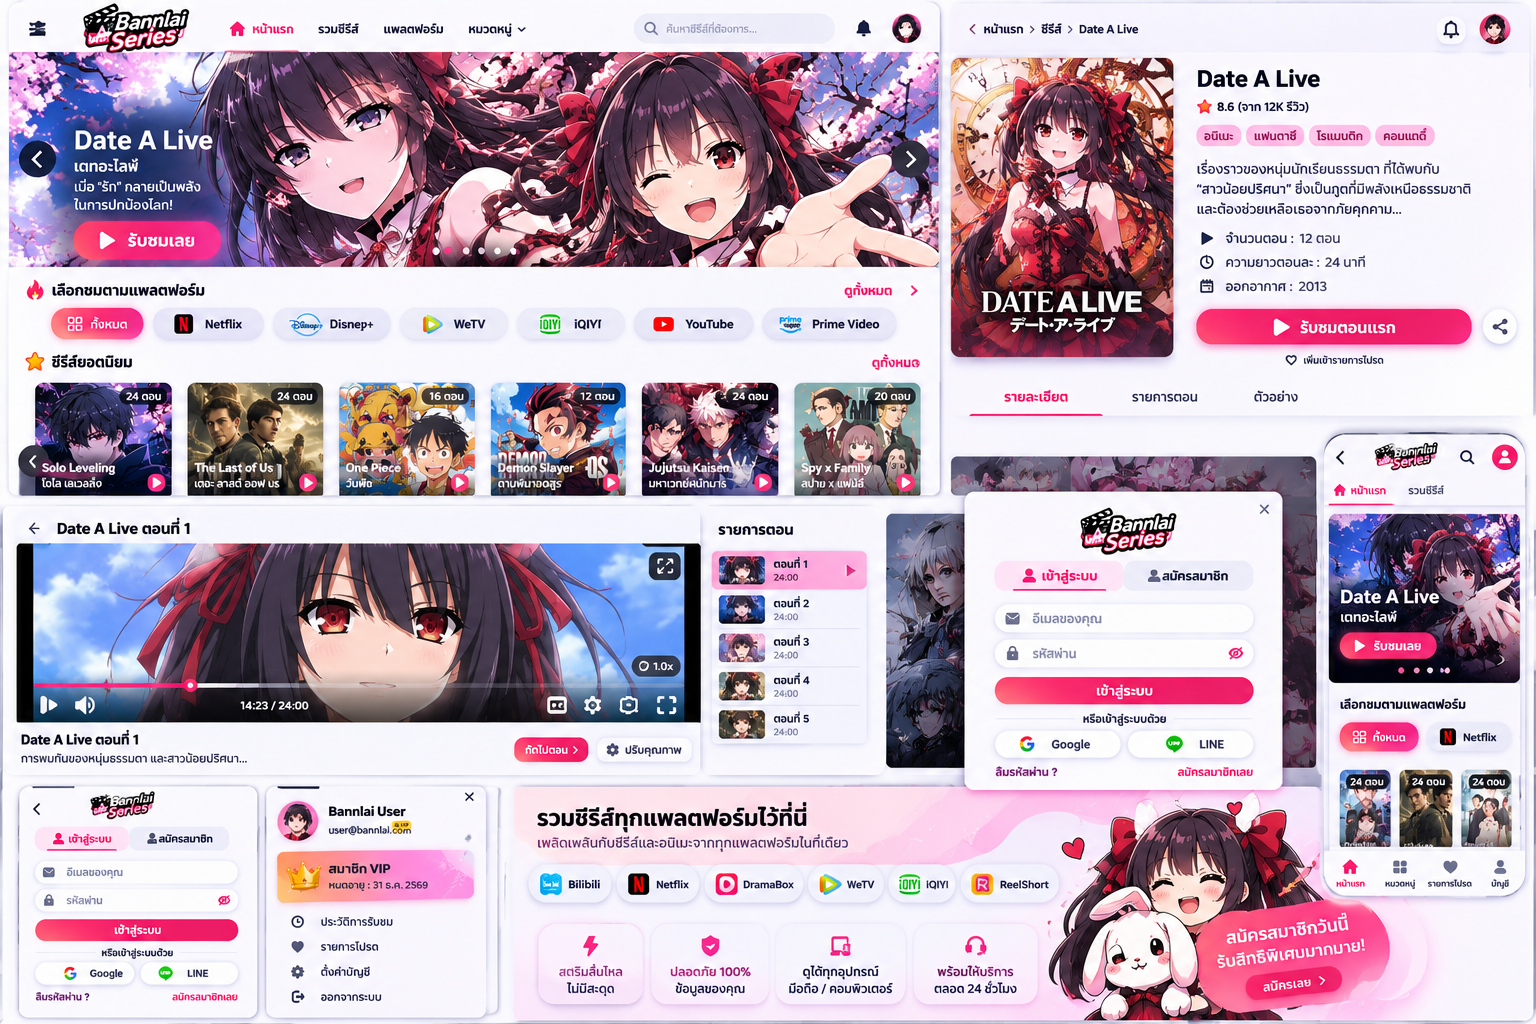 Bannlai
Series
หน้าแรก
รวมซีรีส์
แพลตฟอร์ม
หมวดหมู่
ค้นหาซีรีส์ที่ต้องการ...
Date A Live
เดทอะไลฟ์
เมื่อ "รัก" กลายเป็นพลัง
ในการปกป้องโลก!
รับชมเลย
เลือกชมตามแพลตฟอร์ม
ดูทั้งหมด
ทั้งหมด
Netflix
Disnep+
WeTV
iQIYI
YouTube
Prime Video
ซีรีส์ยอดนิยม
ดูทั้งหมด
24 ตอน
Solo Leveling
โซโล เลเวลลิ่ง
24 ตอน
The Last of Us
เดอะ ลาสต์ ออฟ
16 ตอน
One Piece
วันพีช
12 ตอน
Demon Slayer
24 ตอน
Jujutsu Kaisen
20 ตอน
Spy x Family
สปาย x แฟมิลี่
หน้าแรก > ซีรีส์ > Date A Live
DATE A LIVE
デート・ア・ライブ
Date A Live
8.6 (จาก 12K รีวิว)
อนิเมะ
แฟนตาซี
โรแมนติก
คอมเมดี้
เรื่องราวของหนุ่มนักเรียนธรรมดา ที่ได้พบกับ
"สาวน้อยปริศนา" ซึ่งเป็นภูตที่มีพลังเหนือธรรมชาติ
และต้องช่วยเหลือเธอจากภัยคุกคาม...
จำนวนตอน : 12 ตอน
ความยาวตอนละ : 24 นาที
ออกอากาศ : 2013
รับชมตอนแรก
เพิ่มเข้ารายการโปรด
รายละเอียด
รายการตอน
ตัวอย่าง
Date A Live ตอนที่ 1
1.0x
14:23 / 24:00
Date A Live ตอนที่ 1
การพบกันของหนุ่มธรรมดา และสาวน้อยปริศนา...
ถัดไปตอน >
ปรับคุณภาพ
รายการตอน
ตอนที่ 1
24:00
ตอนที่ 2
24:00
ตอนที่ 3
24:00
ตอนที่ 4
24:00
ตอนที่ 5
24:00
Bannlai
Series
เข้าสู่ระบบ
สมัครสมาชิก
อีเมลของคุณ
รหัสผ่าน
เข้าสู่ระบบ
หรือเข้าสู่ระบบด้วย
Google
LINE
ลืมรหัสผ่าน ?
สมัครสมาชิกเลย
Bannlai
Series
หน้าแรก
รวมซีรีส์
Date A Live
เดทอะไลฟ์
รับชมเลย
เลือกชมตามแพลตฟอร์ม
ทั้งหมด
Netflix
24 ตอน
24 ตอน
24 ตอน
หน้าแรก
หมวดหมู่
รายการโปรด
บัญชี
Bannlai
Series
เข้าสู่ระบบ
สมัครสมาชิก
อีเมลของคุณ
รหัสผ่าน
เข้าสู่ระบบ
หรือเข้าสู่ระบบด้วย
Google
LINE
ลืมรหัสผ่าน ?
สมัครสมาชิกเลย
Bannlai User
user@bannlai.com
สมาชิก VIP
หมดอายุ : 31 ธ.ค. 2569
ประวัติการรับชม
รายการโปรด
ตั้งค่าบัญชี
ออกจากระบบ
รวมซีรีส์ทุกแพลตฟอร์มไว้ที่นี่
เพลิดเพลินกับซีรีส์และอนิเมะจากทุกแพลตฟอร์มในที่เดียว
Bilibili
Netflix
DramaBox
WeTV
iQIYI
ReelShort
สตรีมลื่นไหล
ไม่มีสะดุด
ปลอดภัย 100%
ข้อมูลของคุณ
ดูได้ทุกอุปกรณ์
มือถือ / คอมพิวเตอร์
พร้อมให้บริการ
ตลอด 24 ชั่วโมง
สมัครสมาชิกวันนี้
รับสิทธิพิเศษมากมาย!
สมัครเลย >